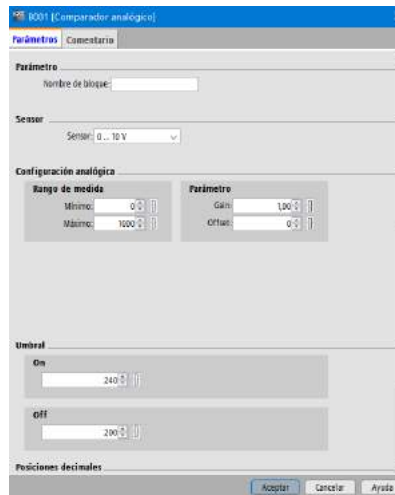 B001 [Comparador analógico]
Parámetros Comentario
Parámetro
Nombre de bloque:
Sensor
Sensor: 0 ... 10 V
Configuración analógica
Rango de medida Parámetro
Mínimo: 0 Gain: 1,00
Máximo: 1000 Offset: 0
Umbral
On
240
Off
200
Posiciones decimales
Aceptar Cancelar Ayuda